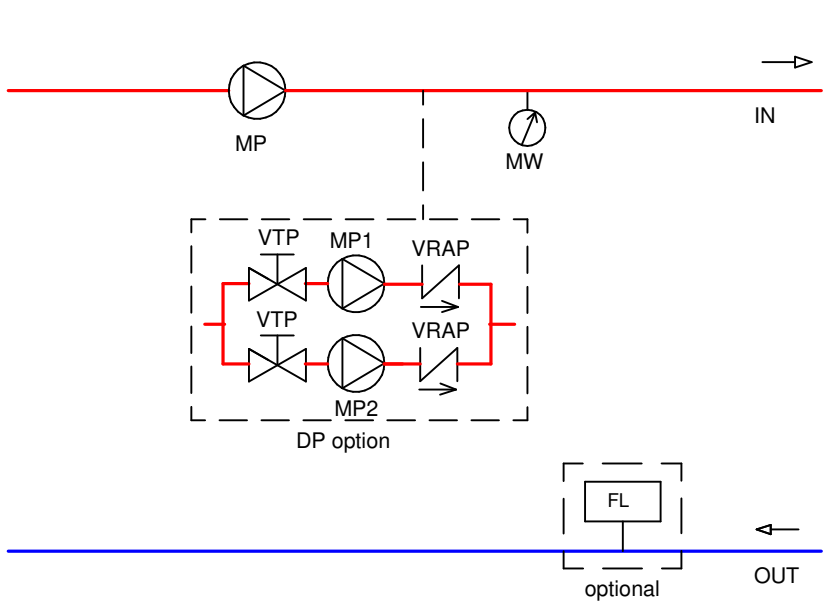 IN
MP
MW
VTP
MP1
VRAP
VTP
VRAP
MP2
DP option
FL
OUT
optional